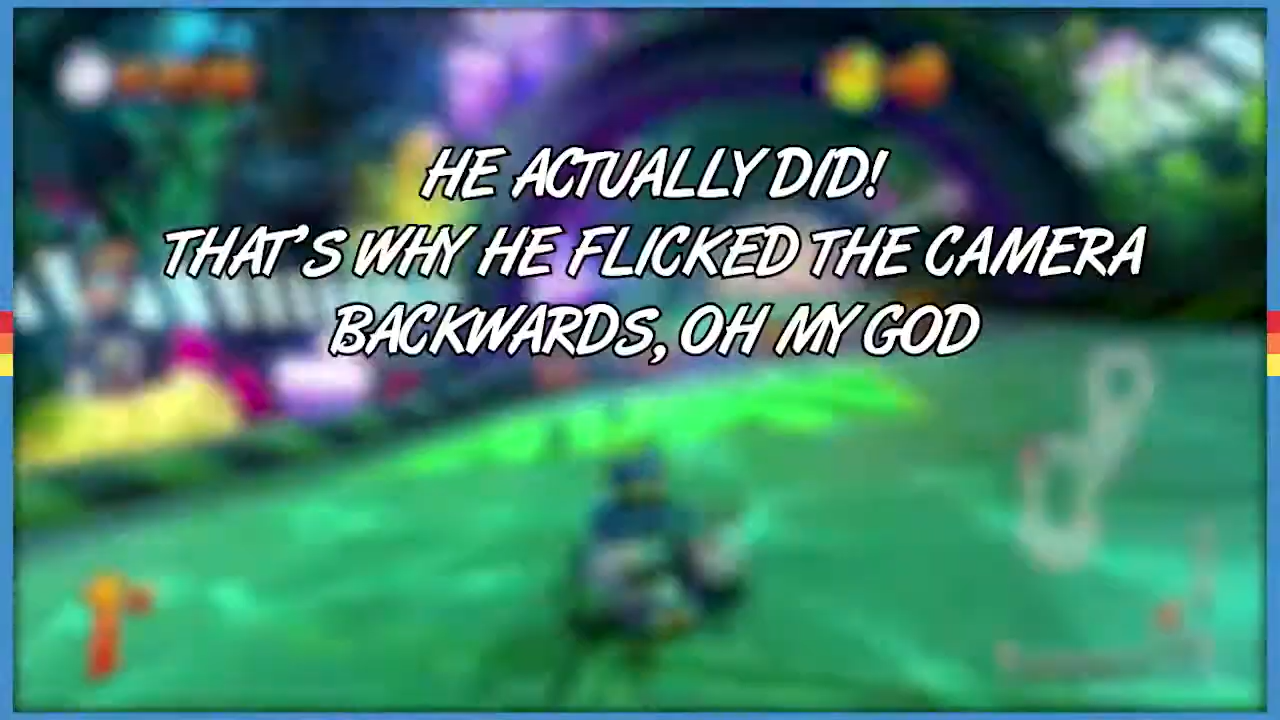 HE ACTUALLY DID!
THAT'S WHY HE FLICKED THE CAMERA
BACKWARDS, OH MY GOD